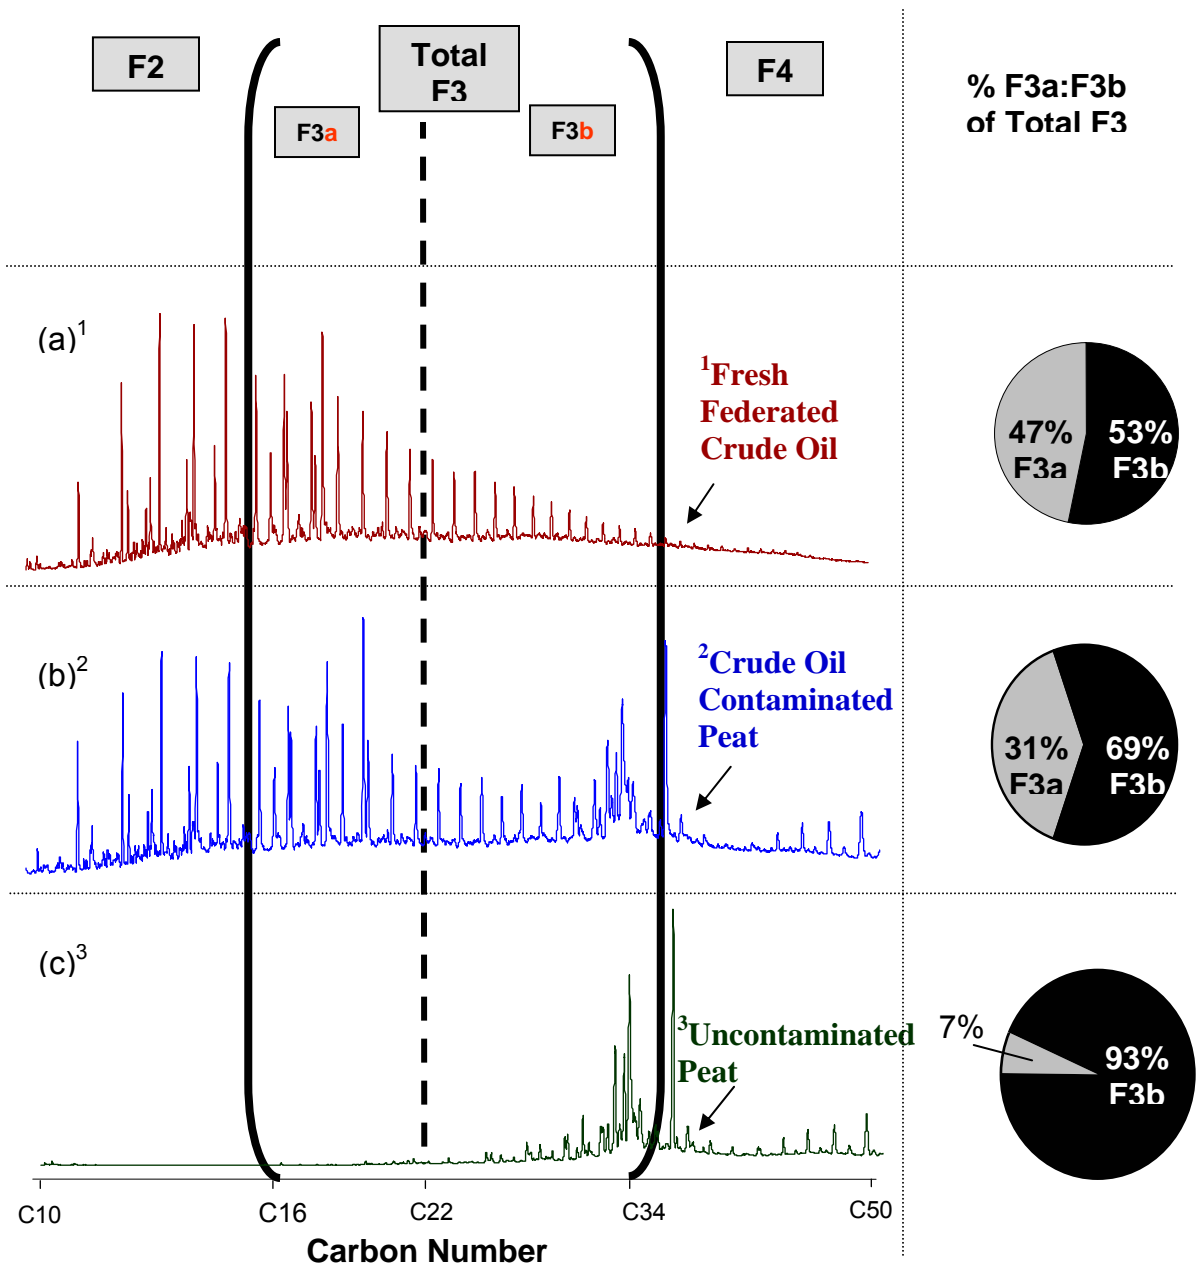 F2
Total
F3
F4
F3a
F3b
% F3a:F3b
of Total F3
(a)1
1Fresh
Federated
Crude Oil
47%
F3a
53%
F3b
(b)2
2Crude Oil
Contaminated
Peat
31%
F3a
69%
F3b
(c)3
3Uncontaminated
Peat
7%
93%
F3b
C10
C16
C22
C34
C50
Carbon Number